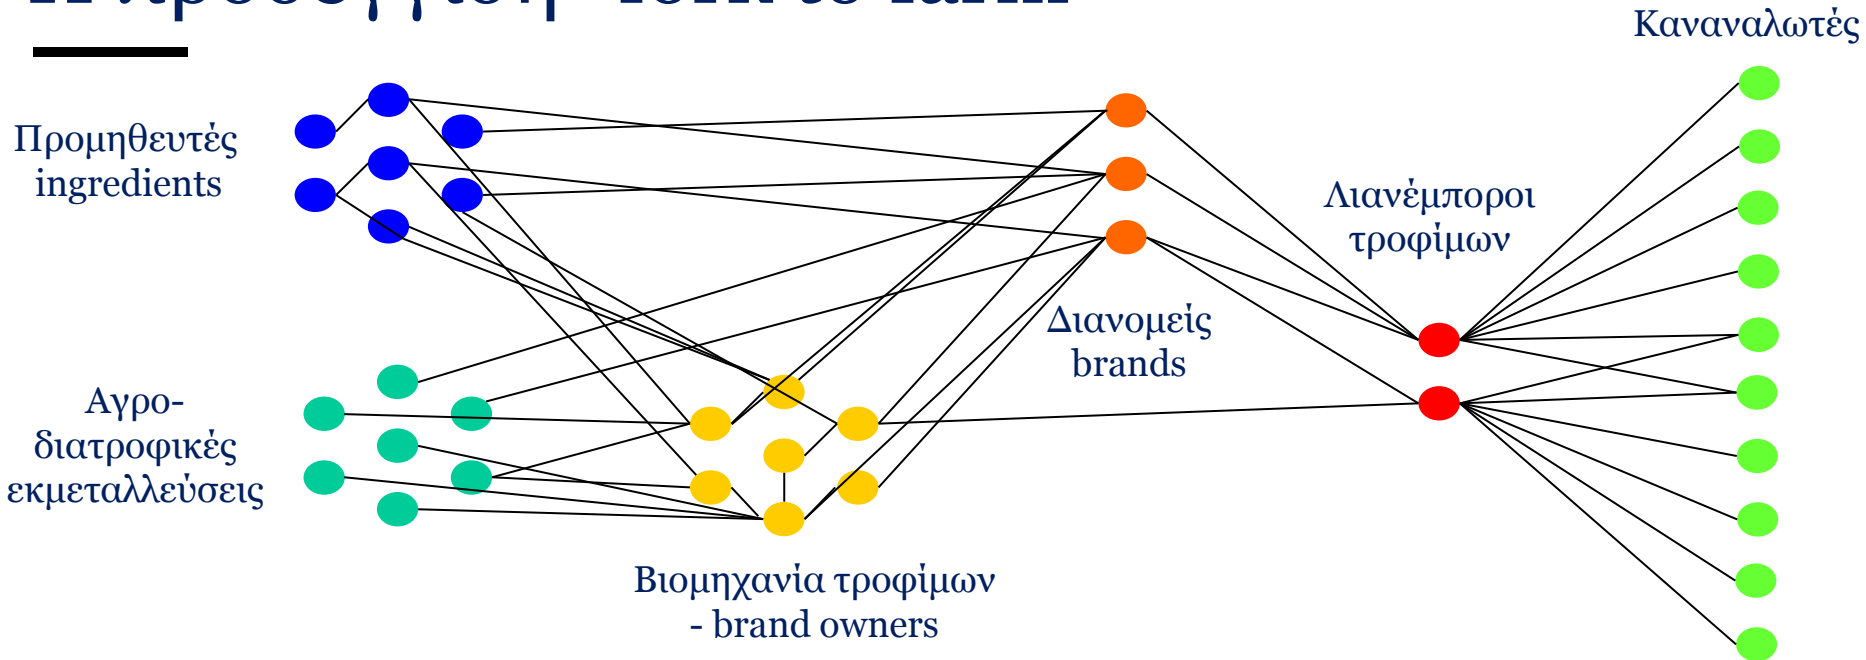 Καναναλωτές
Προμηθευτές
ingredients
Λιανέμποροι
τροφίμων
Διανομείς
brands
Αγρο-
διατροφικές
εκμεταλλεύσεις
Βιομηχανία τροφίμων
- brand owners